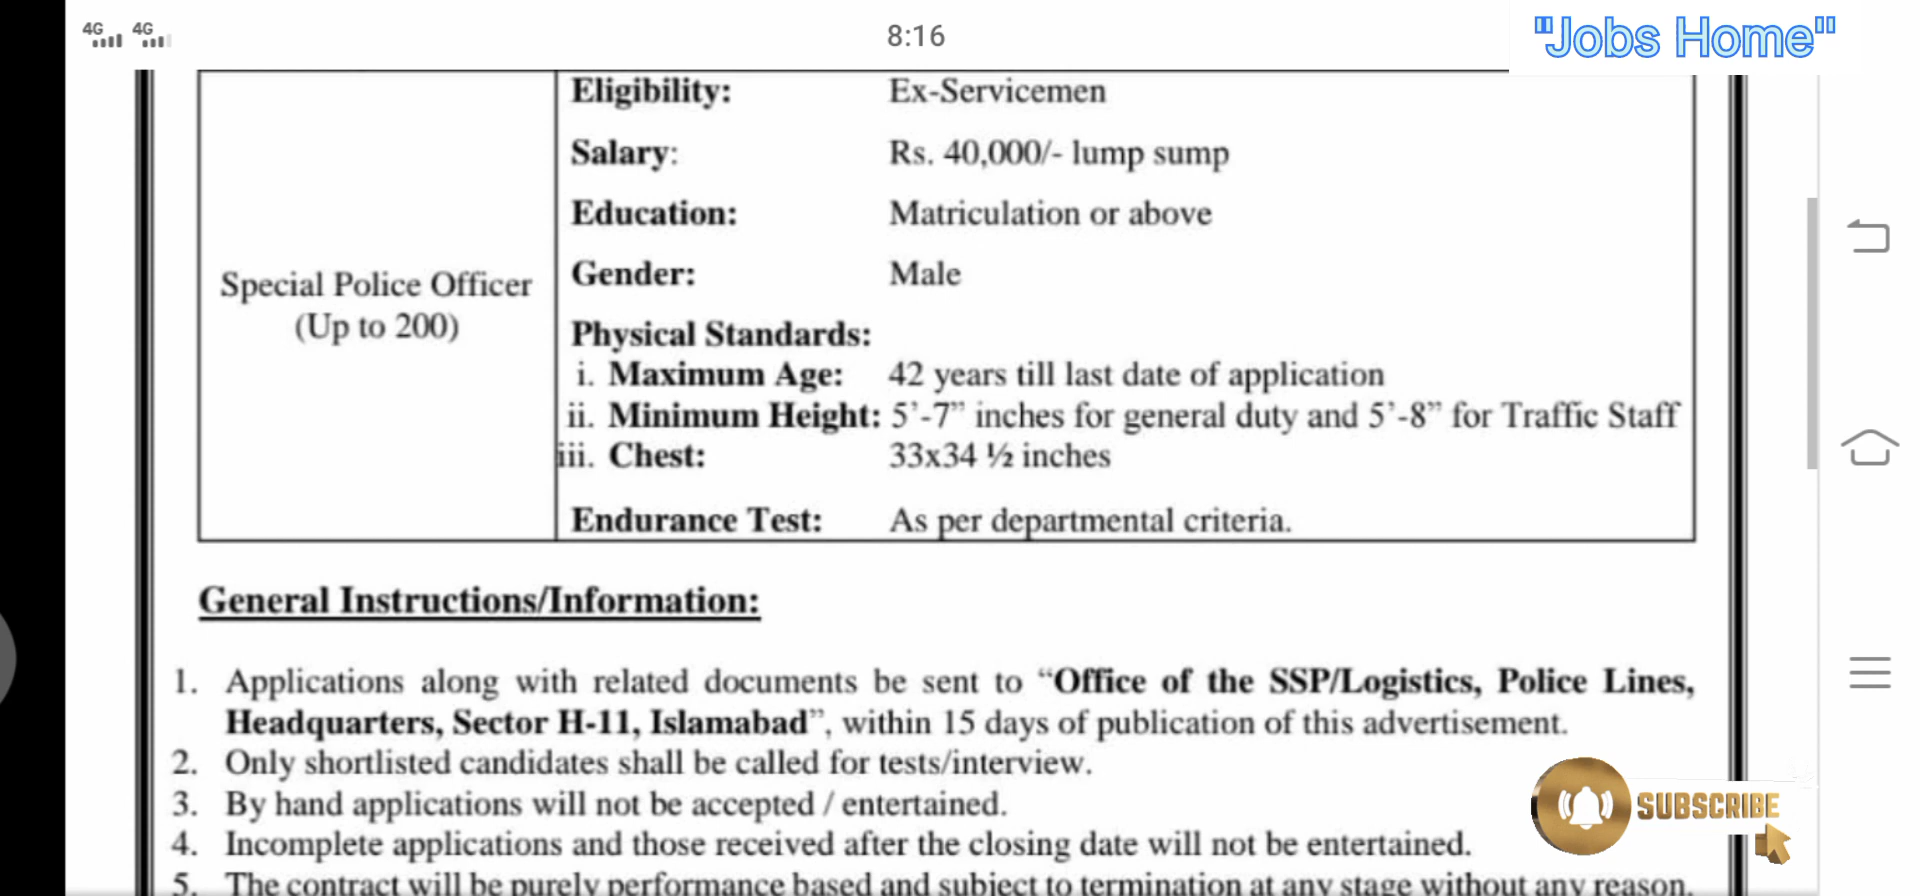 4G 4G 8:16 "Jobs Home"
Eligibility: Ex-Servicemen
Salary: Rs. 40,000/- lump sump
Education: Matriculation or above
Gender: Male
Special Police Officer
(Up to 200)
Physical Standards:
i. Maximum Age: 42 years till last date of application
ii. Minimum Height: 5’-7” inches for general duty and 5’-8” for Traffic Staff
iii. Chest: 33x34 ½ inches
Endurance Test: As per departmental criteria.
General Instructions/Information:
1. Applications along with related documents be sent to “Office of the SSP/Logistics, Police Lines,
Headquarters, Sector H-11, Islamabad”, within 15 days of publication of this advertisement.
2. Only shortlisted candidates shall be called for tests/interview.
3. By hand applications will not be accepted / entertained.
4. Incomplete applications and those received after the closing date will not be entertained.
5. The contract will be purely performance based and subject to termination at any stage without any reason.
SUBSCRIBE